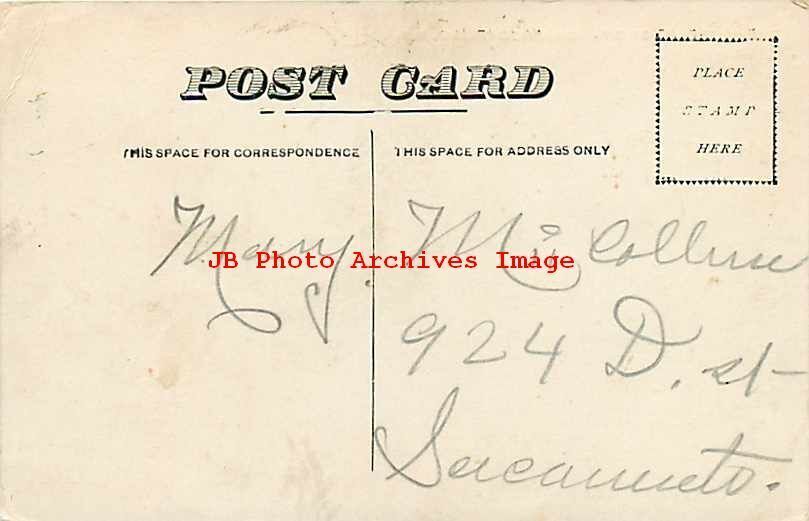 POST CARD
PLACE
STAMP
HERE
THIS SPACE FOR CORRESPONDENCE
THIS SPACE FOR ADDRESS ONLY
Mary.
JB Photo Archives Image
924 D. st
Sacramento.